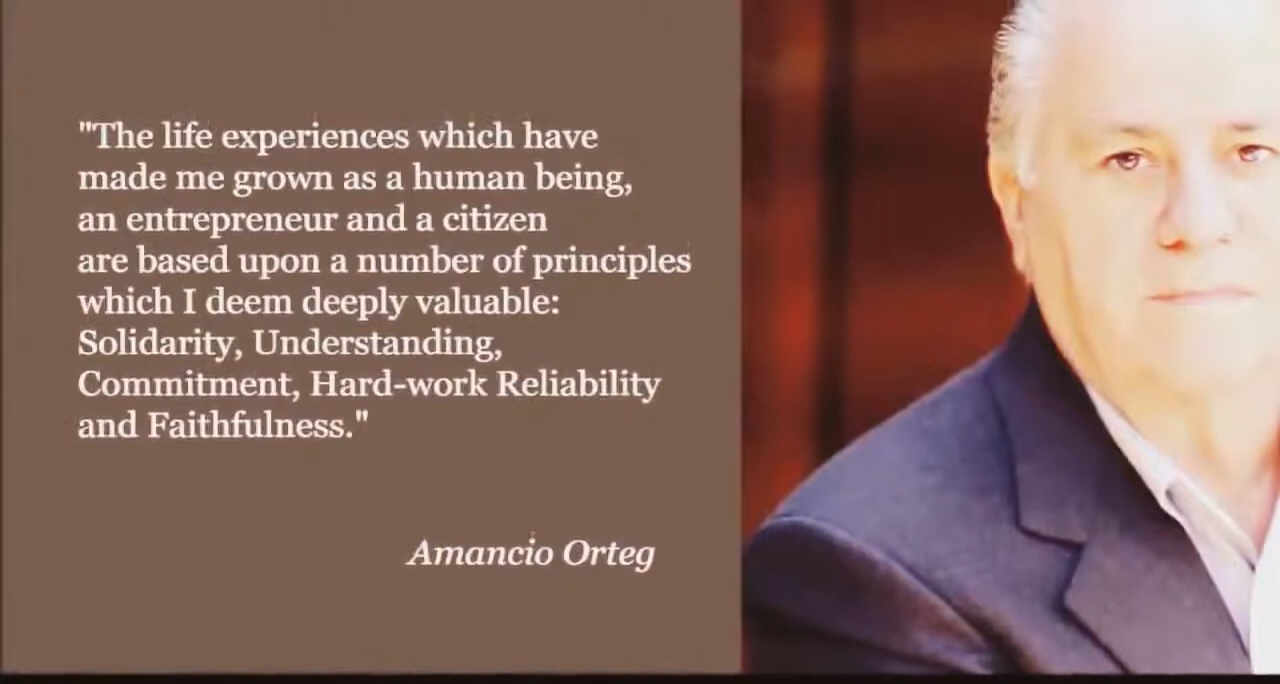 "The life experiences which have
made me grown as a human being,
an entrepreneur and a citizen
are based upon a number of principles
which I deem deeply valuable:
Solidarity, Understanding,
Commitment, Hard-work Reliability
and Faithfulness."
Amancio Orteg